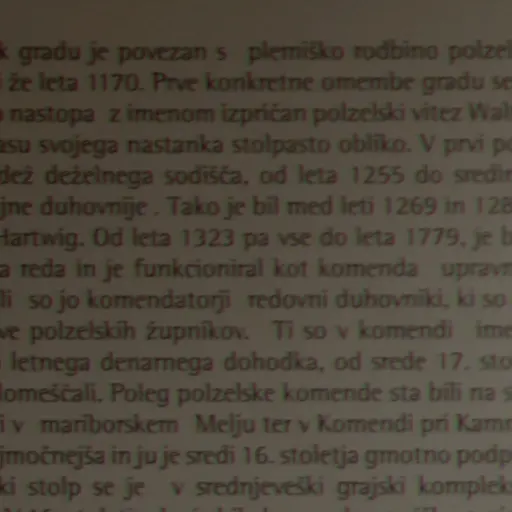 k gradu je povezan s plemiško rodbino polzel
že leta 1170. Prve konkretne omembe gradu se
nastopa z imenom izpričan polzelski vitez Wal
asu svojega nastanka stolpasto obliko. V prvi po
dež deželnega sodišča, od leta 1255 do sredin
jne duhovnije . Tako je bil med leti 1269 in 128
Hartwig. Od leta 1323 pa vse do leta 1779, je b
a reda in je funkcioniral kot komenda upravn
li so jo komendatorji redovni duhovniki, ki so
ve polzelskih župnikov. Ti so v komendi ime
letnega denarnega dohodka, od srede 17. sto
lomeščali. Poleg polzelske komende sta bili na s
i v mariborskem Melju ter v Komendi pri Kamn
jmočnejša in ju je sredi 16. stoletja gmotno podp
ki stolp se je v srednjeveški grajski kompleks